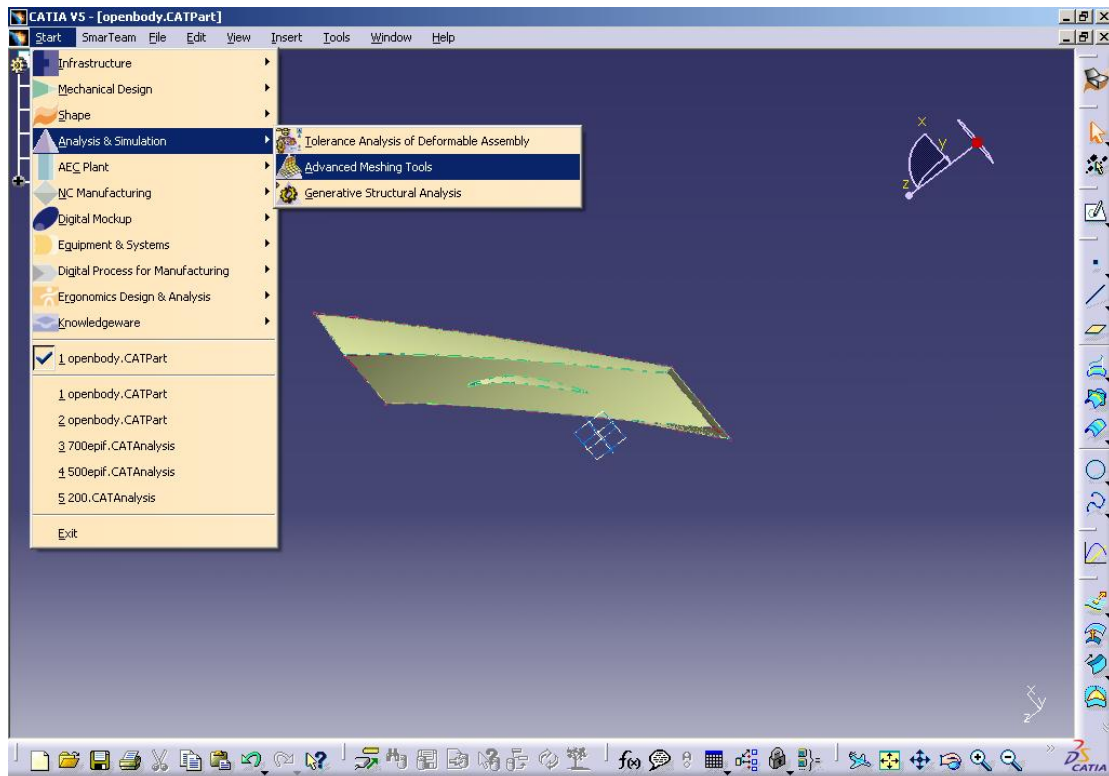 CATIA V5 - [openbody.CATPart]
Start SmarTeam File Edit View Insert Tools Window Help
Infrastructure
Mechanical Design
Shape
Analysis & Simulation
AEC Plant
NC Manufacturing
Digital Mockup
Equipment & Systems
Digital Process for Manufacturing
Ergonomics Design & Analysis
Knowledgeware
1 openbody.CATPart
1 openbody.CATPart
2 openbody.CATPart
3 700epif.CATAnalysis
4 500epif.CATAnalysis
5 200.CATAnalysis
Exit
Tolerance Analysis of Deformable Assembly
Advanced Meshing Tools
Generative Structural Analysis
x
y
z
x
y
z
f(x)
CATIA